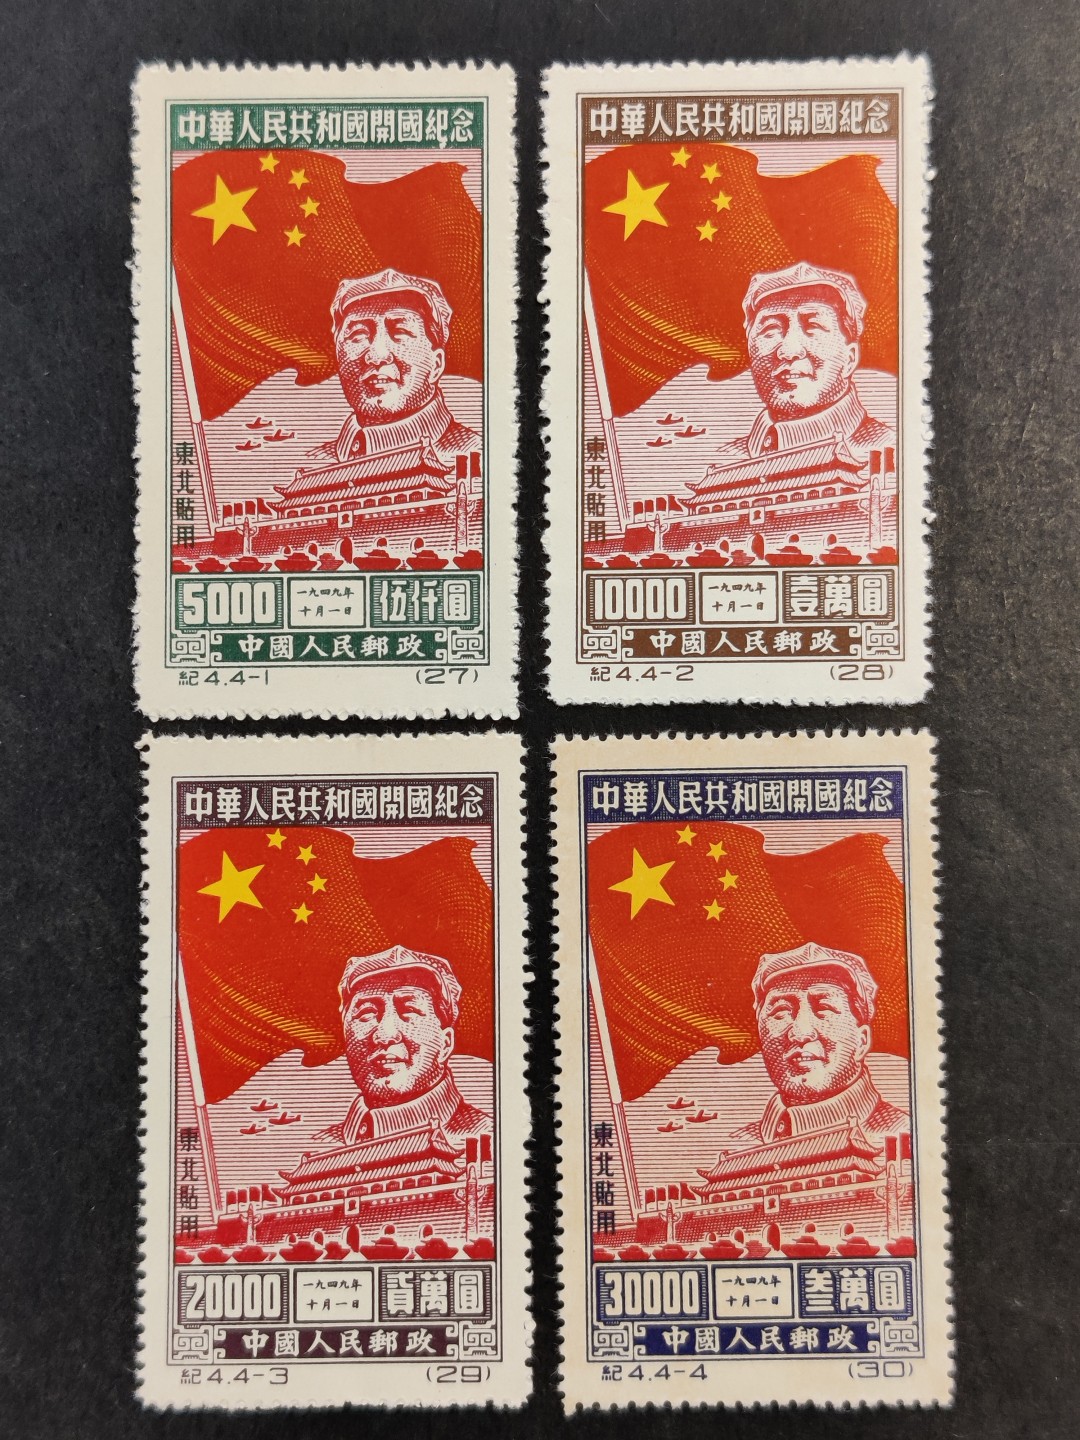 中華人民共和國開國紀念
東北貼用
5000 一九四九年 伍仟圓
十月一日
中國人民郵政
紀4.4-1 (27)
中華人民共和國開國紀念
東北貼用
10000 一九四九年 壹萬圓
十月一日
中國人民郵政
紀4.4-2 (28)
中華人民共和國開國紀念
東北貼用
20000 一九四九年 貳萬圓
十月一日
中國人民郵政
紀4.4-3 (29)
中華人民共和國開國紀念
東北貼用
30000 一九四九年 叁萬圓
十月一日
中國人民郵政
紀4.4-4 (30)